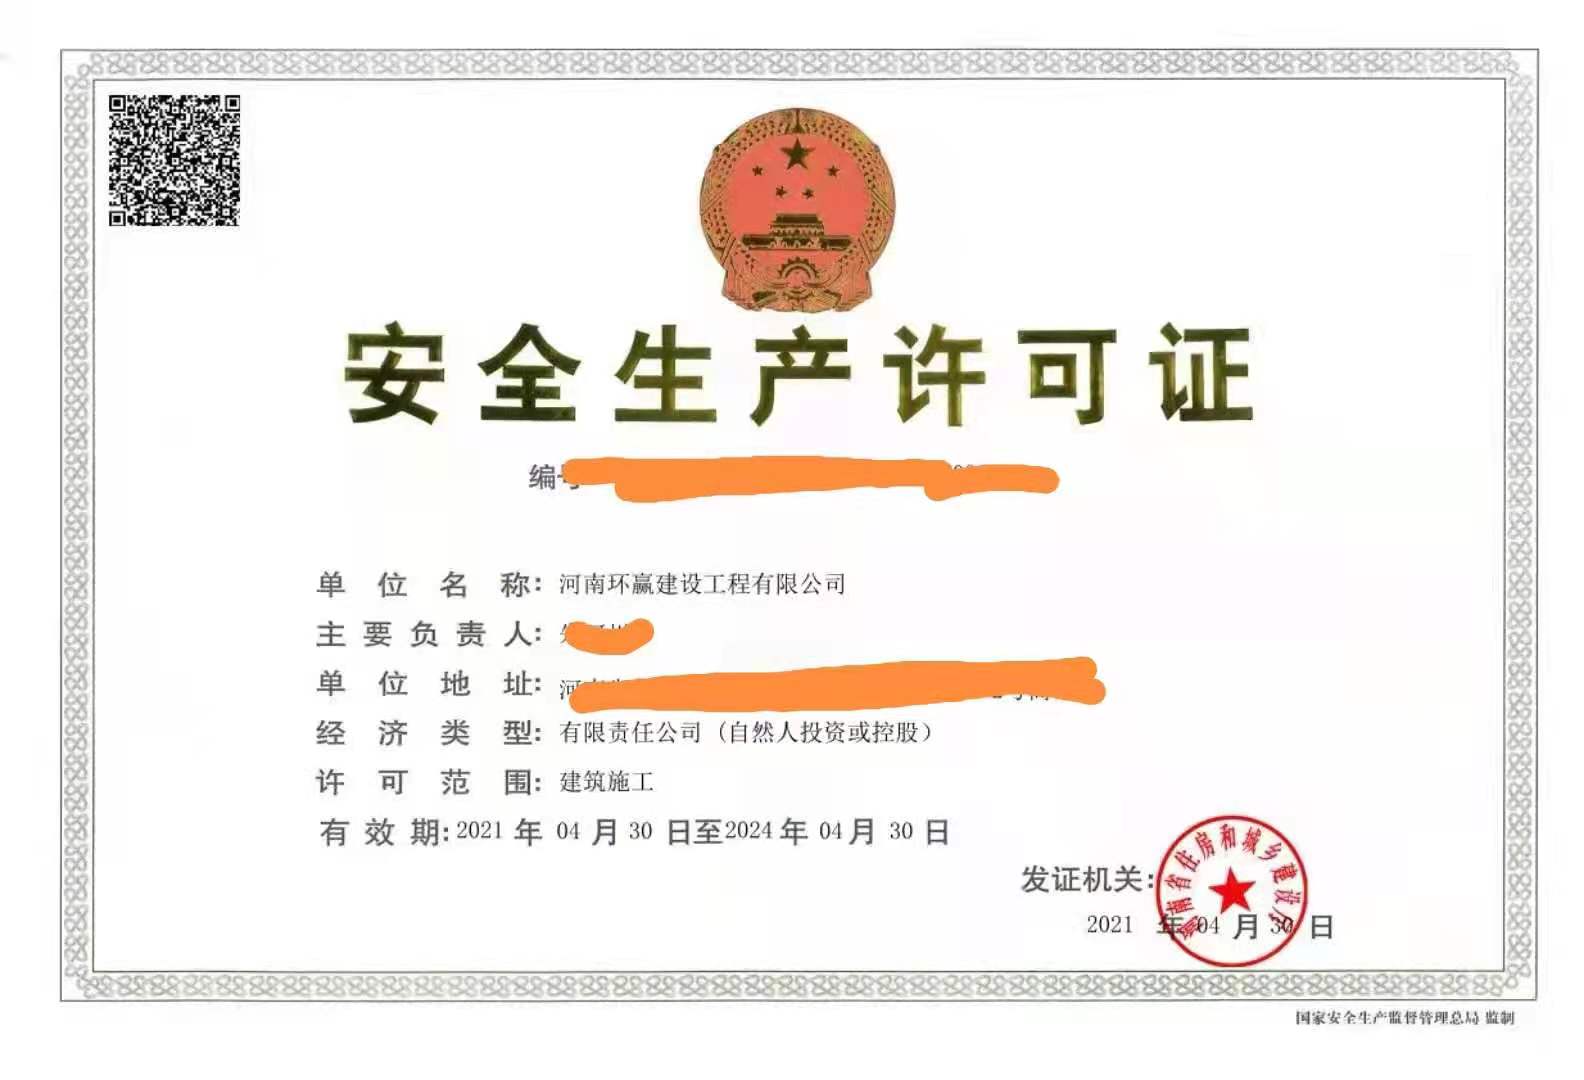 安全生产许可证
编号
单位名称：河南环赢建设工程有限公司
主要负责人：
单位地址：河南
经济类型：有限责任公司（自然人投资或控股）
许可范围：建筑施工
有效期：2021 年 04 月 30 日至2024 年 04 月 30 日
发证机关：
河南省住房和城乡建设厅
2021 年 04 月 30 日
国家安全生产监督管理总局 监制